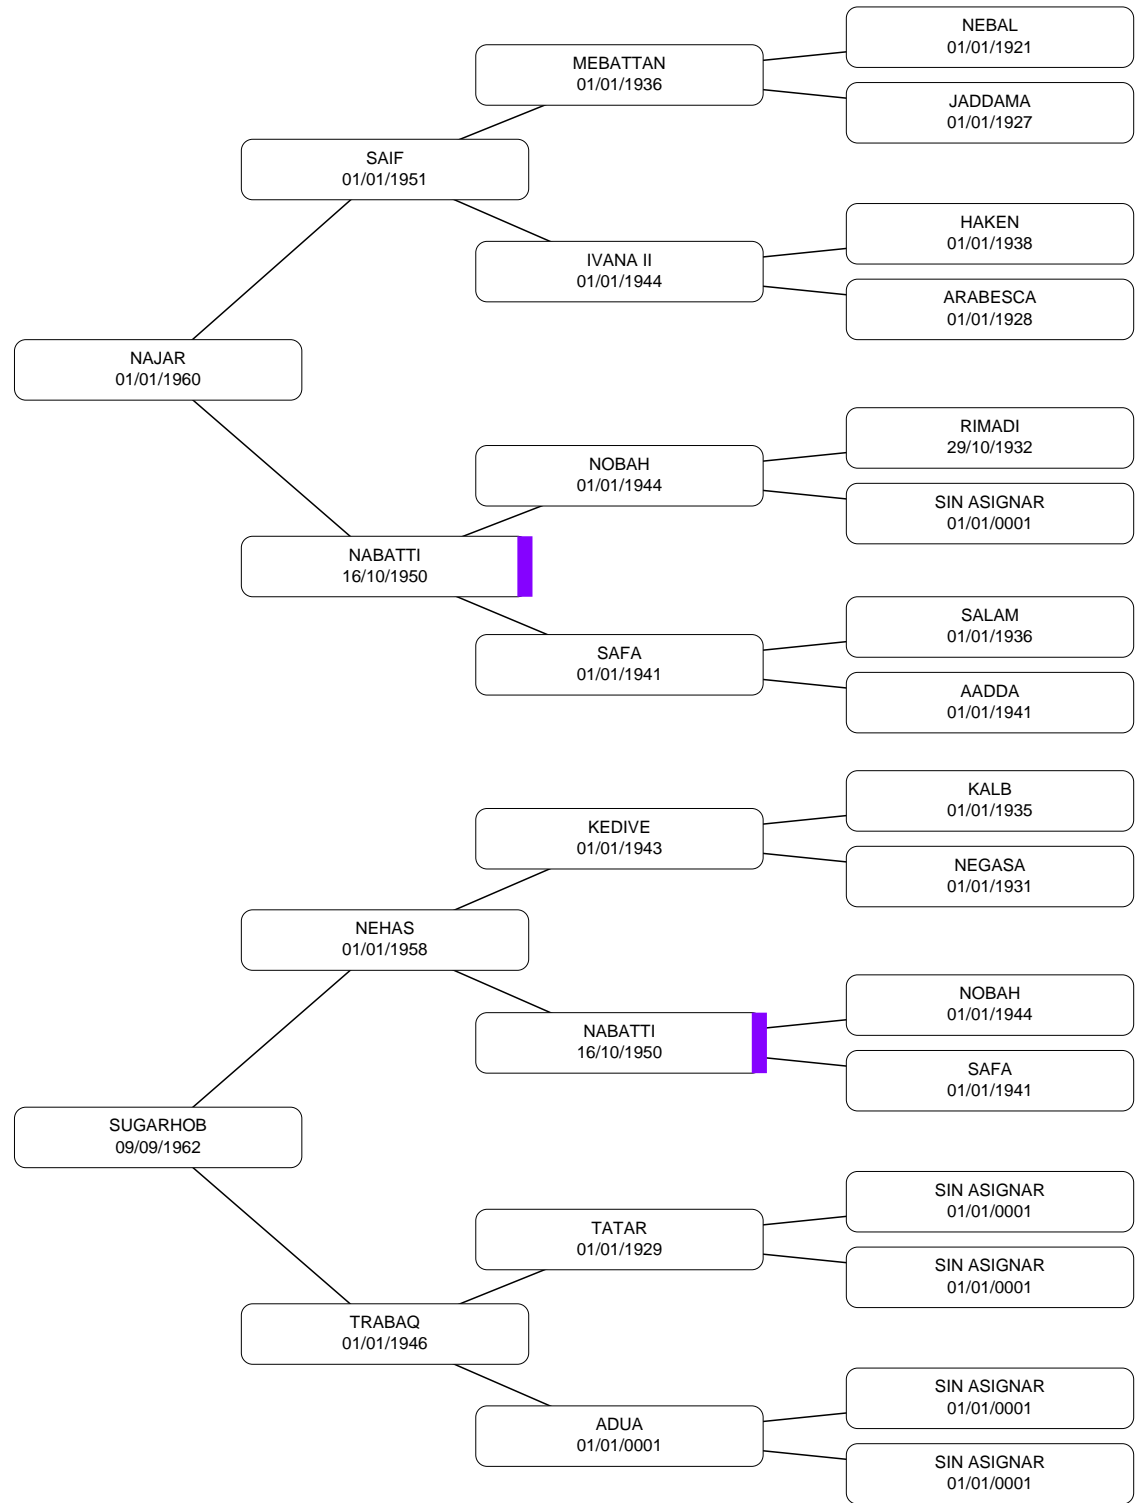 NEBAL
01/01/1921
MEBATTAN
01/01/1936
JADDAMA
01/01/1927
SAIF
01/01/1951
HAKEN
01/01/1938
IVANA II
01/01/1944
ARABESCA
01/01/1928
NAJAR
01/01/1960
RIMADI
29/10/1932
NOBAH
01/01/1944
SIN ASIGNAR
01/01/0001
NABATTI
16/10/1950
SALAM
01/01/1936
SAFA
01/01/1941
AADDA
01/01/1941
KALB
01/01/1935
KEDIVE
01/01/1943
NEGASA
01/01/1931
NEHAS
01/01/1958
NOBAH
01/01/1944
NABATTI
16/10/1950
SAFA
01/01/1941
SUGARHOB
09/09/1962
SIN ASIGNAR
01/01/0001
TATAR
01/01/1929
SIN ASIGNAR
01/01/0001
TRABAQ
01/01/1946
SIN ASIGNAR
01/01/0001
ADUA
01/01/0001
SIN ASIGNAR
01/01/0001